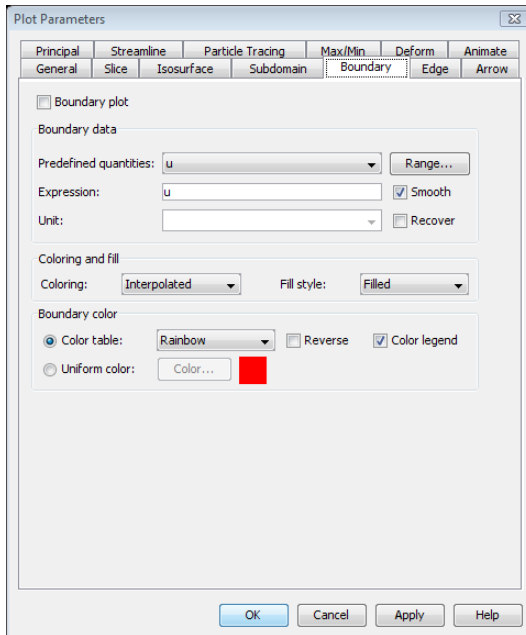 Plot Parameters
Principal Streamline Particle Tracing Max/Min Deform Animate
General Slice Isosurface Subdomain Boundary Edge Arrow
Boundary plot
Boundary data
Predefined quantities: u Range...
Expression: u Smooth
Unit: Recover
Coloring and fill
Coloring: Interpolated Fill style: Filled
Boundary color
Color table: Rainbow Reverse Color legend
Uniform color: Color...
OK Cancel Apply Help